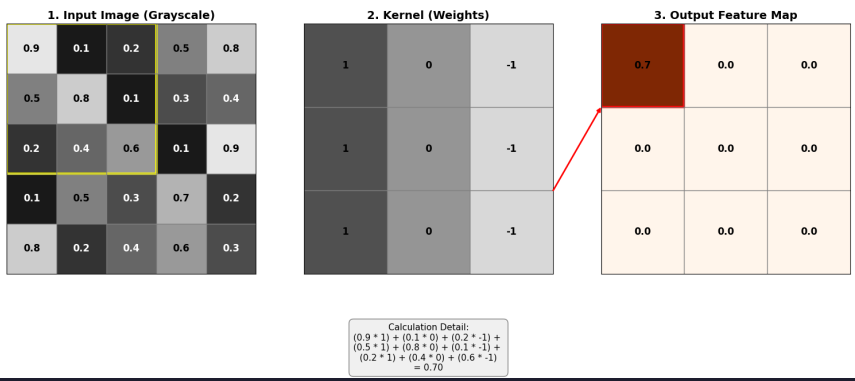 1. Input Image (Grayscale)
0.9 0.1 0.2 0.5 0.8
0.5 0.8 0.1 0.3 0.4
0.2 0.4 0.6 0.1 0.9
0.1 0.5 0.3 0.7 0.2
0.8 0.2 0.4 0.6 0.3
2. Kernel (Weights)
1 0 -1
1 0 -1
1 0 -1
3. Output Feature Map
0.7 0.0 0.0
0.0 0.0 0.0
0.0 0.0 0.0
Calculation Detail:
(0.9 * 1) + (0.1 * 0) + (0.2 * -1) +
(0.5 * 1) + (0.8 * 0) + (0.1 * -1) +
(0.2 * 1) + (0.4 * 0) + (0.6 * -1)
= 0.70